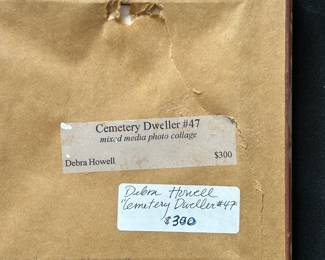 Cemetery Dweller #47
mixed media photo collage
Debra Howell $300
Debra Howell
Cemetery Dweller #47
$300